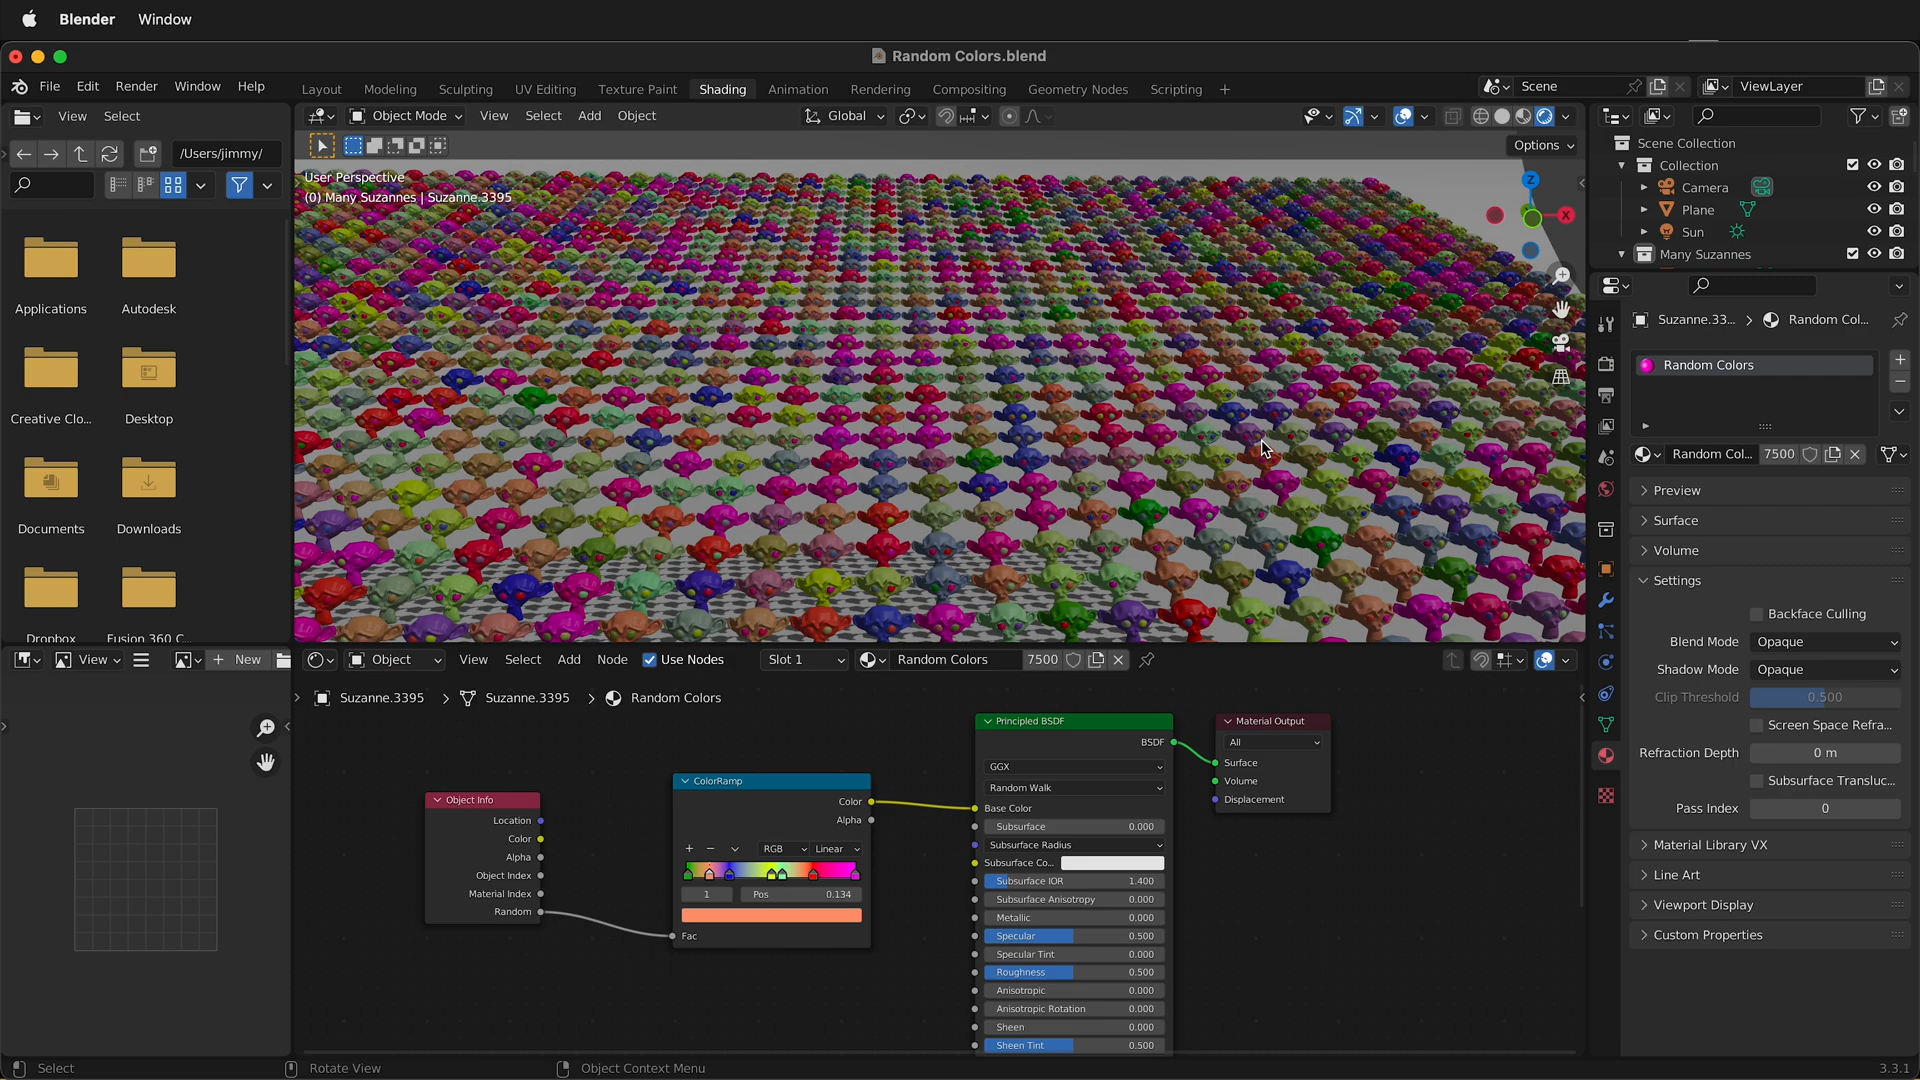 Blender Window
Random Colors.blend
File Edit Render Window Help
Layout Modeling Sculpting UV Editing Texture Paint Shading Animation Rendering Compositing Geometry Nodes Scripting +
Scene
ViewLayer
View Select
Object Mode View Select Add Object
Global
/Users/jimmy/
Options
User Perspective
(0) Many Suzannes | Suzanne.3395
Z
X
Applications
Autodesk
Creative Clo...
Desktop
Documents
Downloads
Dropbox
Fusion 360 C...
Scene Collection
Collection
Camera
Plane
Sun
Many Suzannes
Suzanne.33... > Random Col...
Random Colors
Random Col... 7500
Preview
Surface
Volume
Settings
Backface Culling
Blend Mode Opaque
Shadow Mode Opaque
Clip Threshold 0.500
Screen Space Refra...
Refraction Depth 0 m
Subsurface Transluc...
Pass Index 0
Material Library VX
Line Art
Viewport Display
Custom Properties
View + New
Object View Select Add Node Use Nodes Slot 1 Random Colors 7500
Suzanne.3395 > Suzanne.3395 > Random Colors
Object Info
Location
Color
Alpha
Object Index
Material Index
Random
ColorRamp
Color
Alpha
+ − RGB Linear
1 Pos 0.134
Fac
Principled BSDF
BSDF
GGX
Random Walk
Base Color
Subsurface 0.000
Subsurface Radius
Subsurface Co...
Subsurface IOR 1.400
Subsurface Anisotropy 0.000
Metallic 0.000
Specular 0.500
Specular Tint 0.000
Roughness 0.500
Anisotropic 0.000
Anisotropic Rotation 0.000
Sheen 0.000
Sheen Tint 0.500
Material Output
All
Surface
Volume
Displacement
Select
Rotate View
Object Context Menu
3.3.1